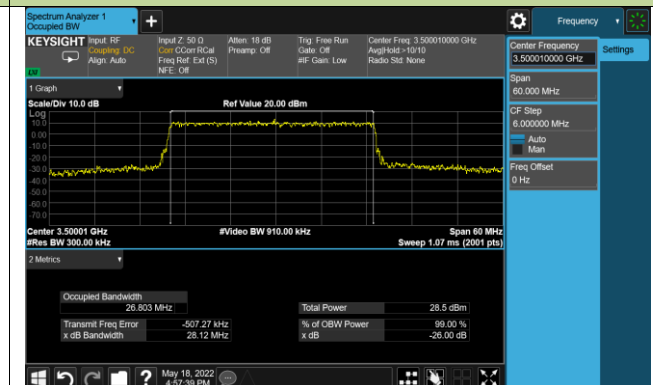 Spectrum Analyzer 1
Occupied BW
Frequency
KEYSIGHT
Input: RF
Coupling: DC
Align: Auto
Input Z: 50 Ω
Corr CCorr RCal
Freq Ref: Ext (S)
NFE: Off
Atten: 18 dB
Preamp: Off
Trig: Free Run
Gate: Off
#IF Gain: Low
Center Freq: 3.500010000 GHz
Avg|Hold:>10/10
Radio Std: None
Center Frequency
3.500010000 GHz
Settings
Span
60.000 MHz
CF Step
6.000000 MHz
Auto
Man
Freq Offset
0 Hz
1 Graph
Scale/Div 10.0 dB
Ref Value 20.00 dBm
Log
10.0
0.00
-10.0
-20.0
-30.0
-40.0
-50.0
-60.0
-70.0
Center 3.50001 GHz
#Video BW 910.00 kHz
Span 60 MHz
#Res BW 300.00 kHz
Sweep 1.07 ms (2001 pts)
2 Metrics
Occupied Bandwidth
26.803 MHz
Total Power
28.5 dBm
Transmit Freq Error
-507.27 kHz
% of OBW Power
99.00 %
x dB Bandwidth
28.12 MHz
x dB
-26.00 dB
?
May 18, 2022
4:57:39 PM